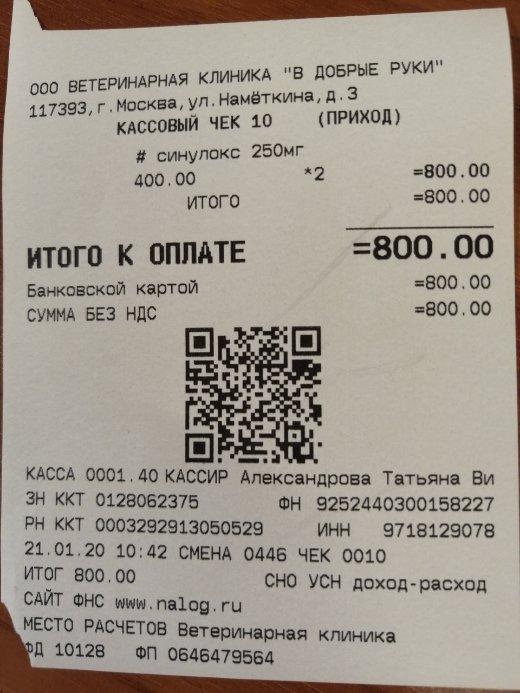 ООО ВЕТЕРИНАРНАЯ КЛИНИКА "В ДОБРЫЕ РУКИ"
117393,г.Москва,ул.Намёткина,д.3
КАССОВЫЙ ЧЕК 10 (ПРИХОД)
# синулокс 250мг
400.00 *2 =800.00
ИТОГО =800.00
ИТОГО К ОПЛАТЕ =800.00
Банковской картой =800.00
СУММА БЕЗ НДС =800.00
КАССА 0001.40 КАССИР Александрова Татьяна Ви
ЗН ККТ 0128062375 ФН 9252440300158227
РН ККТ 0003292913050529 ИНН 9718129078
21.01.20 10:42 СМЕНА 0446 ЧЕК 0010
ИТОГ 800.00 СНО УСН доход-расход
САЙТ ФНС www.nalog.ru
МЕСТО РАСЧЕТОВ Ветеринарная клиника
ФД 10128 ФП 0646479564